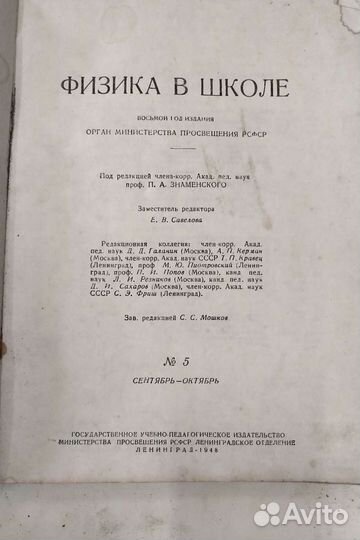 ФИЗИКА В ШКОЛЕ
ВОСЬМОЙ ГОД ИЗДАНИЯ
ОРГАН МИНИСТЕРСТВА ПРОСВЕЩЕНИЯ РСФСР
Под редакцией члена-корр. Акад. пед. наук
проф. П. А. ЗНАМЕНСКОГО
Заместитель редактора
Е. В. Савелова
Редакционная коллегия: член-корр. Акад.
пед. наук Д. Д. Галанин (Москва), А. П. Керман
(Москва), член-корр. Акад. наук СССР Т. П. Кравец
(Ленинград), проф М. Ю. Пиотровский (Ленин-
град), проф. П. И. Попов (Москва), канд. пед.
наук Л. И. Резников (Москва), канд. пед. наук
Д. И. Сахаров (Москва), член-корр. Акад. наук
СССР С. Э. Фриш (Ленинград).
Зав. редакцией С. С. Мошков
№ 5
СЕНТЯБРЬ—ОКТЯБРЬ
ГОСУДАРСТВЕННОЕ УЧЕБНО-ПЕДАГОГИЧЕСКОЕ ИЗДАТЕЛЬСТВО
МИНИСТЕРСТВА ПРОСВЕЩЕНИЯ РСФСР ЛЕНИНГРАДСКОЕ ОТДЕЛЕНИЕ
ЛЕНИНГРАД-1948
Avito